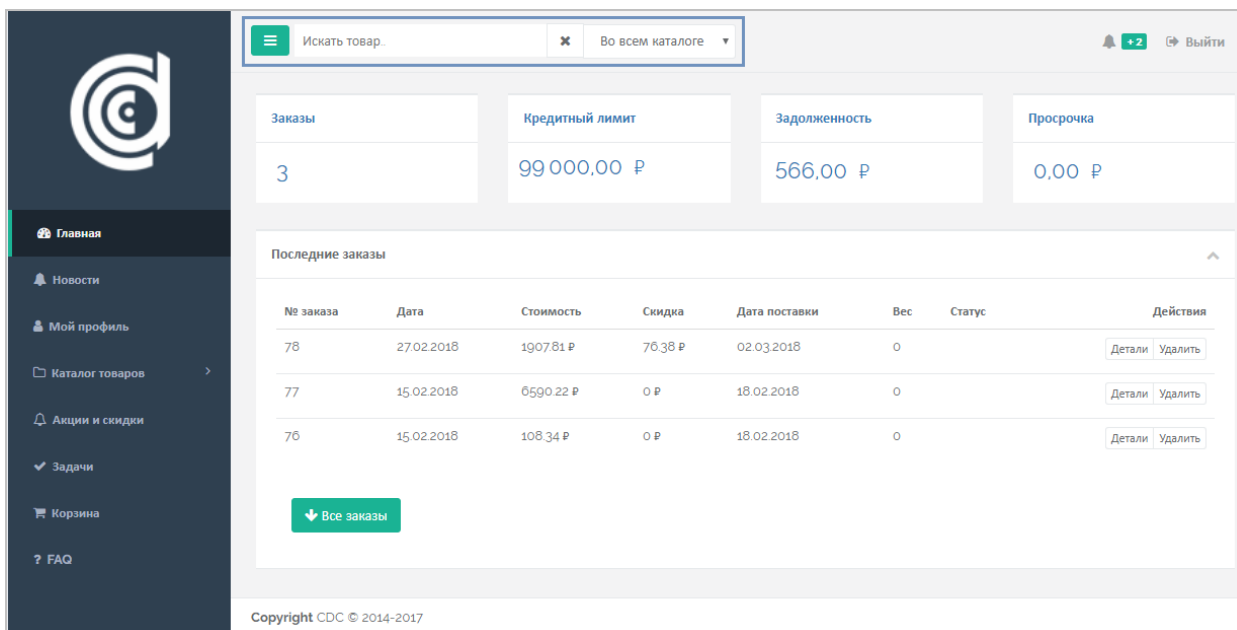 Искать товар.. Во всем каталоге +2 Выйти
Заказы Кредитный лимит Задолженность Просрочка
3 99 000,00 ₽ 566,00 ₽ 0,00 ₽
Главная
Новости
Мой профиль
Каталог товаров
Акции и скидки
Задачи
Корзина
? FAQ
Последние заказы
№ заказа Дата Стоимость Скидка Дата поставки Вес Статус Действия
78 27.02.2018 1907.81 ₽ 76.38 ₽ 02.03.2018 0 Детали Удалить
77 15.02.2018 6590.22 ₽ 0 ₽ 18.02.2018 0 Детали Удалить
76 15.02.2018 108.34 ₽ 0 ₽ 18.02.2018 0 Детали Удалить
Все заказы
Copyright CDC © 2014-2017